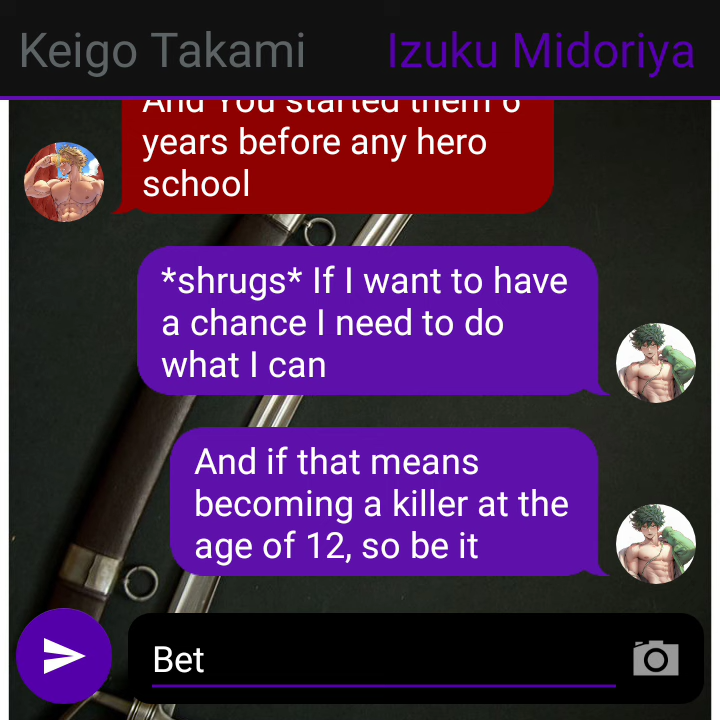 Keigo Takami
Izuku Midoriya
And You started them 6
years before any hero
school
*shrugs* If I want to have
a chance I need to do
what I can
And if that means
becoming a killer at the
age of 12, so be it
Bet